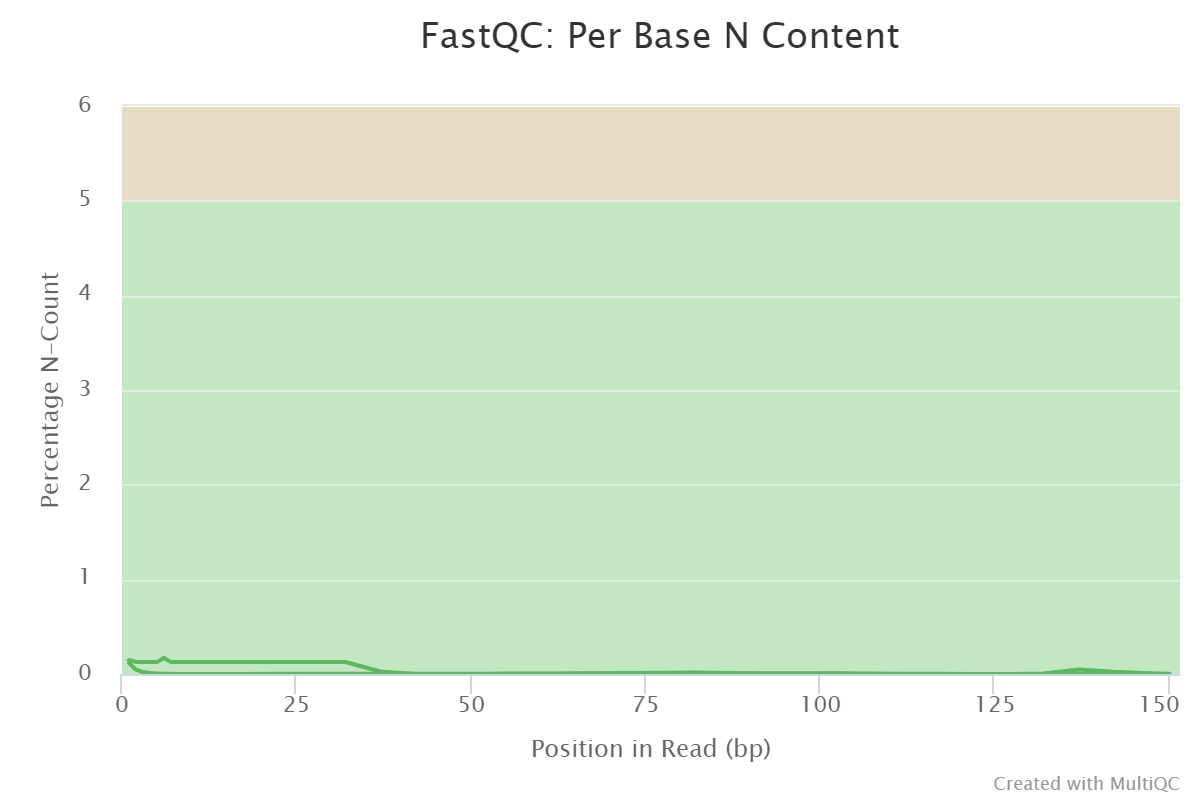 FastQC: Per Base N Content
6
5
4
3
2
1
0
Percentage N-Count
0 25 50 75 100 125 150
Position in Read (bp)
Created with MultiQC